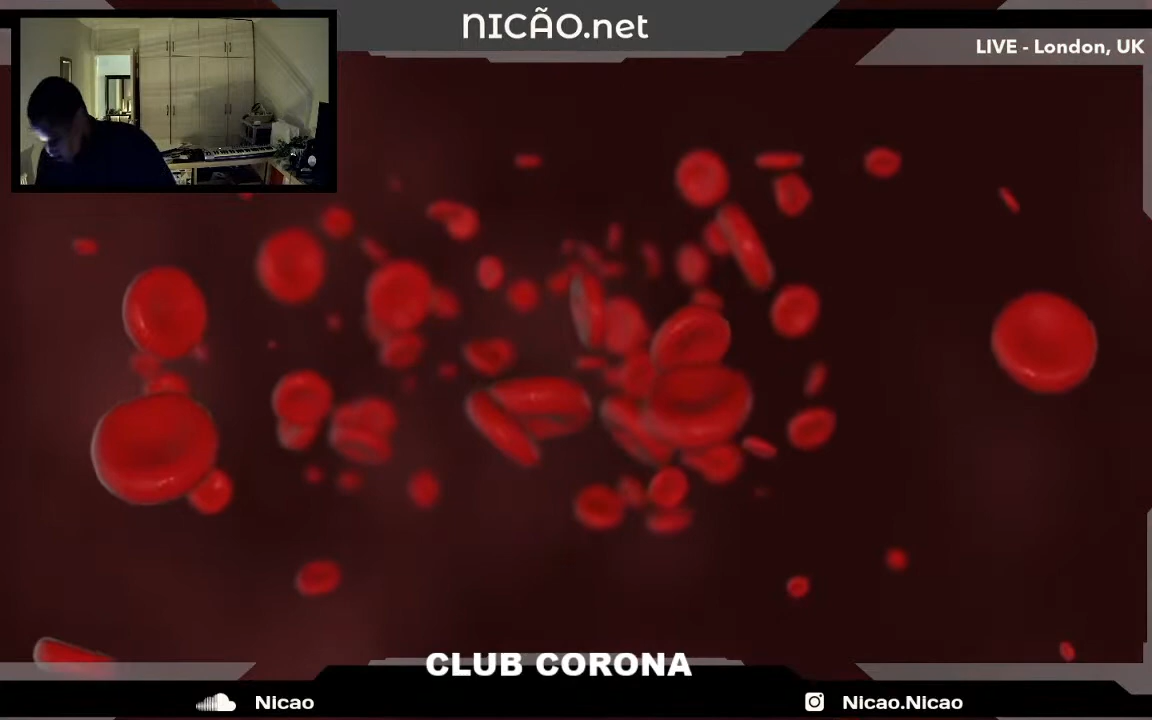 NICÃO.net
LIVE - London, UK
CLUB CORONA
Nicao
Nicao.Nicao